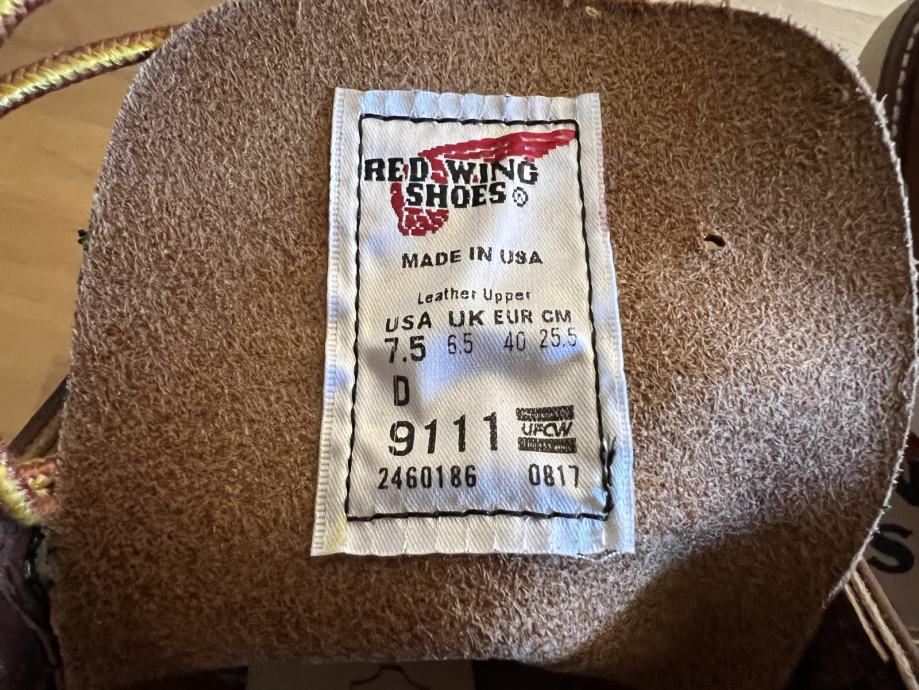 RED WING
SHOES®
MADE IN USA
Leather Upper
USA UK EUR CM
7.5 6.5 40 25.5
D
9111 UFCW
2460186 0817
S